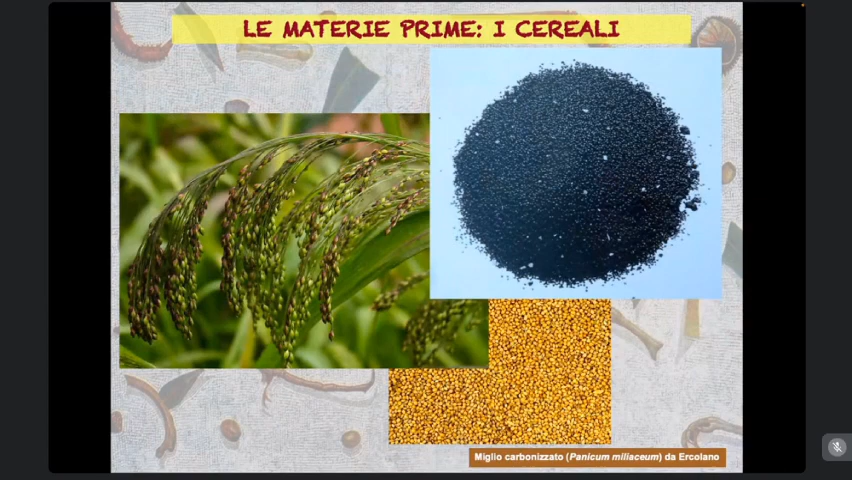 LE MATERIE PRIME: I CEREALI
Miglio carbonizzato (Panicum miliaceum) da Ercolano